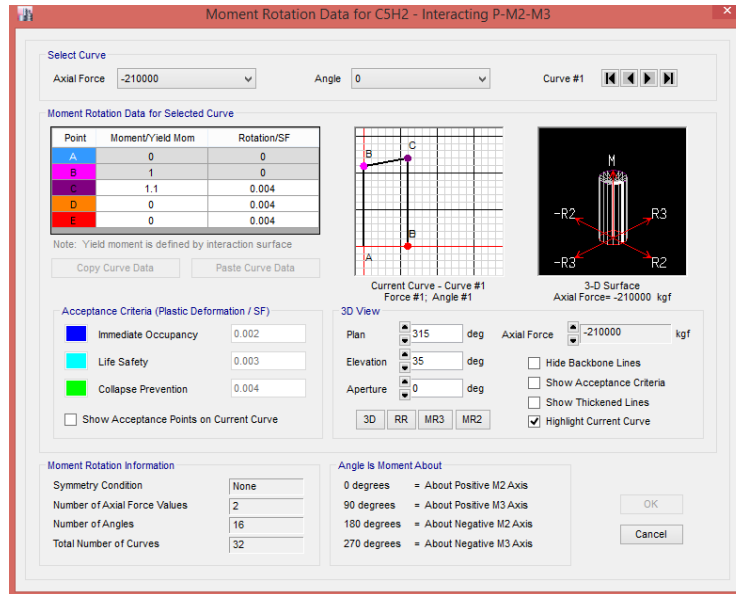 Moment Rotation Data for C5H2 - Interacting P-M2-M3
Select Curve
Axial Force -210000 Angle 0 Curve #1
Moment Rotation Data for Selected Curve
Point Moment/Yield Mom Rotation/SF
A 0 0
B 1 0
C 1.1 0.004
D 0 0.004
E 0 0.004
Note: Yield moment is defined by interaction surface
Copy Curve Data Paste Curve Data
C
B
B
A
Current Curve - Curve #1
Force #1; Angle #1
M
-R2 R3
-R3 R2
3-D Surface
Axial Force= -210000 kgf
Acceptance Criteria (Plastic Deformation / SF)
Immediate Occupancy 0.002
Life Safety 0.003
Collapse Prevention 0.004
Show Acceptance Points on Current Curve
3D View
Plan 315 deg
Elevation 35 deg
Aperture 0 deg
3D RR MR3 MR2
Axial Force -210000 kgf
Hide Backbone Lines
Show Acceptance Criteria
Show Thickened Lines
Highlight Current Curve
Moment Rotation Information
Symmetry Condition None
Number of Axial Force Values 2
Number of Angles 16
Total Number of Curves 32
Angle Is Moment About
0 degrees = About Positive M2 Axis
90 degrees = About Positive M3 Axis
180 degrees = About Negative M2 Axis
270 degrees = About Negative M3 Axis
OK
Cancel